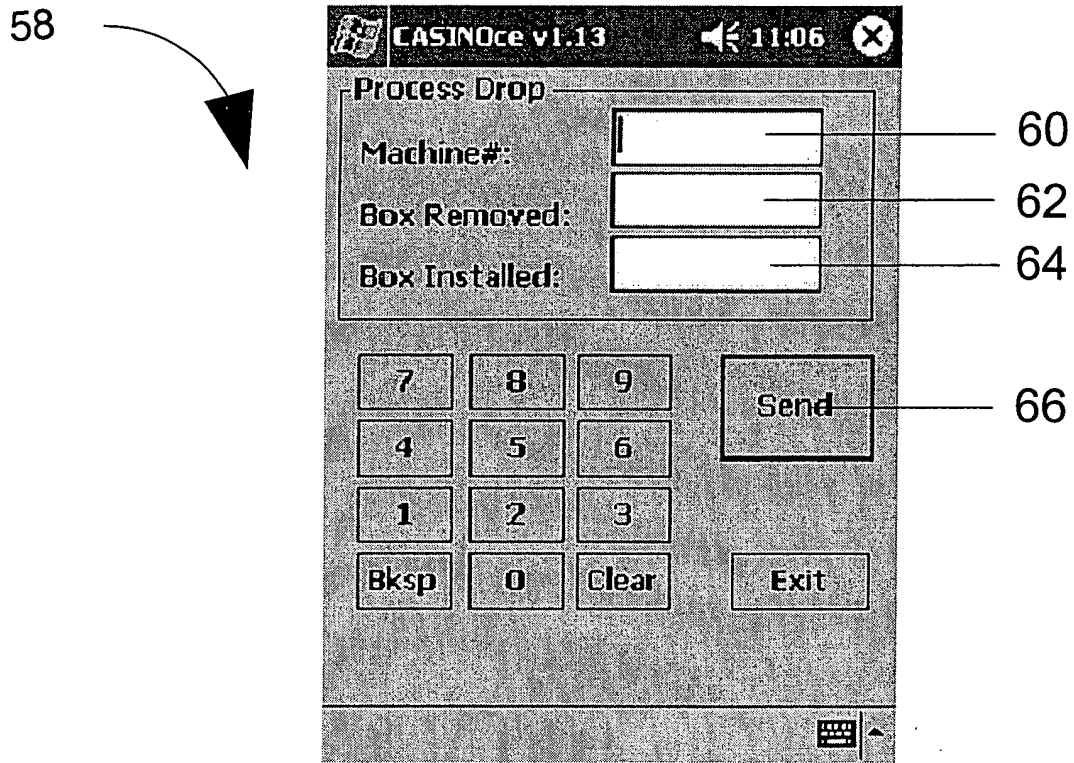 58
CASINOce v1.13 11:06
Process Drop
Machine#: 60
Box Removed: 62
Box Installed: 64
7 8 9 Send 66
4 5 6
1 2 3
Bksp 0 Clear Exit